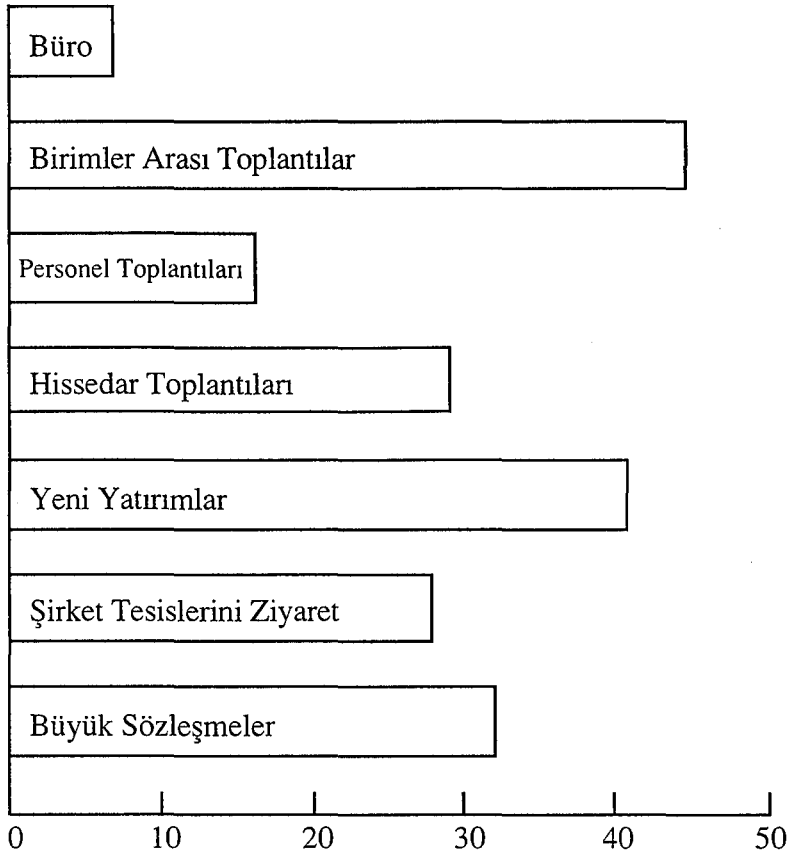 Büro
Birimler Arası Toplantılar
Personel Toplantıları
Hissedar Toplantıları
Yeni Yatırımlar
Şirket Tesislerini Ziyaret
Büyük Sözleşmeler
0 10 20 30 40 50